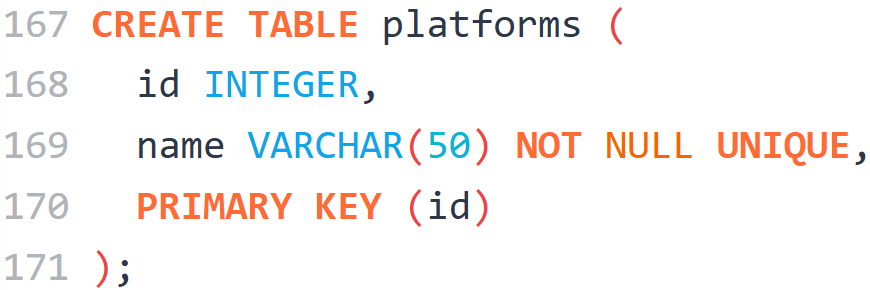 167 CREATE TABLE platforms (
168   id INTEGER,
169   name VARCHAR(50) NOT NULL UNIQUE,
170   PRIMARY KEY (id)
171 );